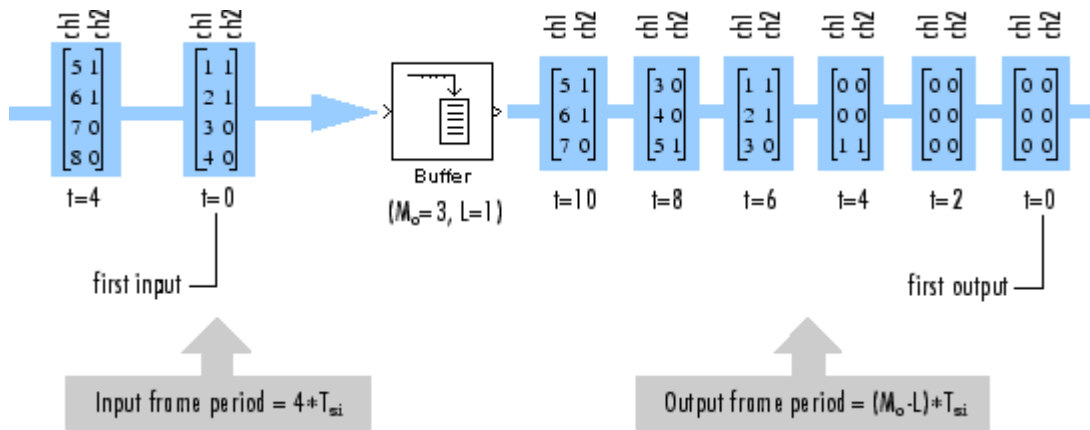 ch1 ch2 ch1 ch2 ch1 ch2 ch1 ch2 ch1 ch2 ch1 ch2 ch1 ch2 ch1 ch2
5 1 1 1 5 1 3 0 1 1 0 0 0 0 0 0
6 1 2 1 6 1 4 0 2 1 0 0 0 0 0 0
7 0 3 0 7 0 5 1 3 0 1 1 0 0 0 0
8 0 4 0
Buffer
t=4 t=0 (Mo=3, L=1) t=10 t=8 t=6 t=4 t=2 t=0
first input first output
Input frame period = 4*Tsi Output frame period = (Mo-L)*Tsi